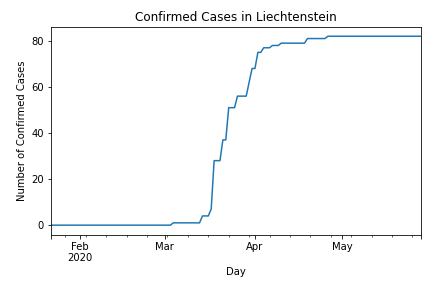 Confirmed Cases in Liechtenstein
Number of Confirmed Cases
80
60
40
20
0
Feb
2020
Mar
Apr
May
Day